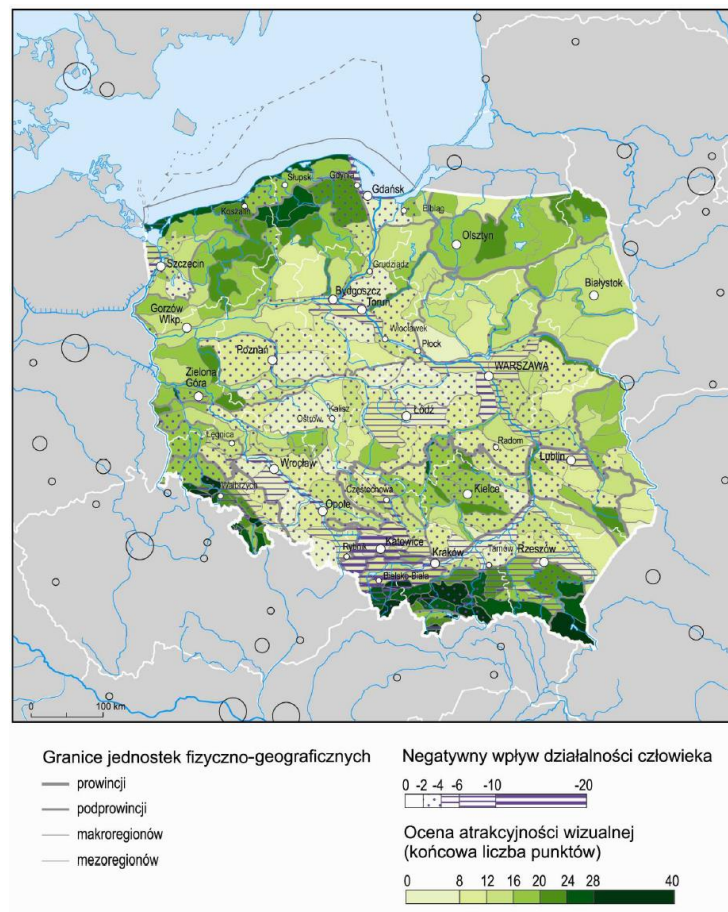 Słupsk
Gdynia
Gdańsk
Koszalin
Elbląg
Olsztyn
Szczecin
Grudziądz
Bydgoszcz
Toruń
Białystok
Gorzów
Wlkp.
Włocławek
Płock
Poznań
WARSZAWA
Zielona
Góra
Kalisz
Ostrów
Łódź
Legnica
Radom
Lublin
Wrocław
Wałbrzych
Częstochowa
Kielce
Opole
Katowice
Rybnik
Kraków
Tarnów
Rzeszów
Bielsko-Biała
0 100 km
Granice jednostek fizyczno-geograficznych
prowincji
podprowincji
makroregionów
mezoregionów
Negatywny wpływ działalności człowieka
0 -2 -4 -6 -10 -20
Ocena atrakcyjności wizualnej
(końcowa liczba punktów)
0 8 12 16 20 24 28 40